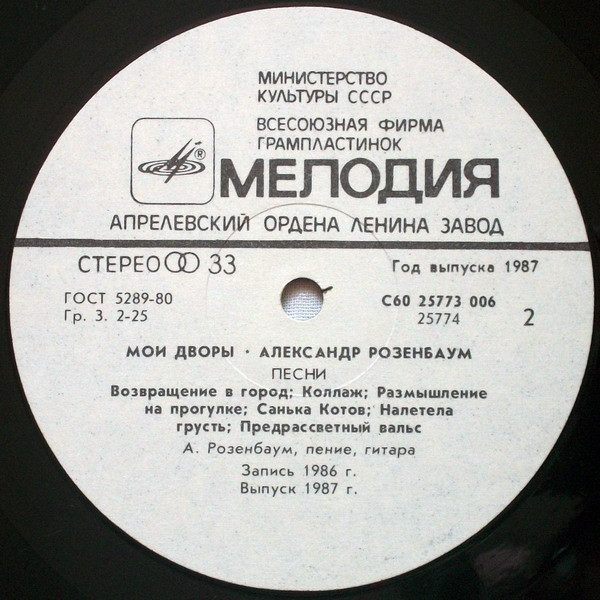 МИНИСТЕРСТВО
КУЛЬТУРЫ СССР
ВСЕСОЮЗНАЯ ФИРМА
ГРАМПЛАСТИНОК
®
МЕЛОДИЯ
АПРЕЛЕВСКИЙ ОРДЕНА ЛЕНИНА ЗАВОД
СТЕРЕО 33
Год выпуска 1987
ГОСТ 5289-80
Гр. 3. 2-25
С60 25773 006
25774
2
МОИ ДВОРЫ · АЛЕКСАНДР РОЗЕНБАУМ
ПЕСНИ
Возвращение в город; Коллаж; Размышление
на прогулке; Санька Котов; Налетела
грусть; Предрассветный вальс
А. Розенбаум, пение, гитара
Запись 1986 г.
Выпуск 1987 г.